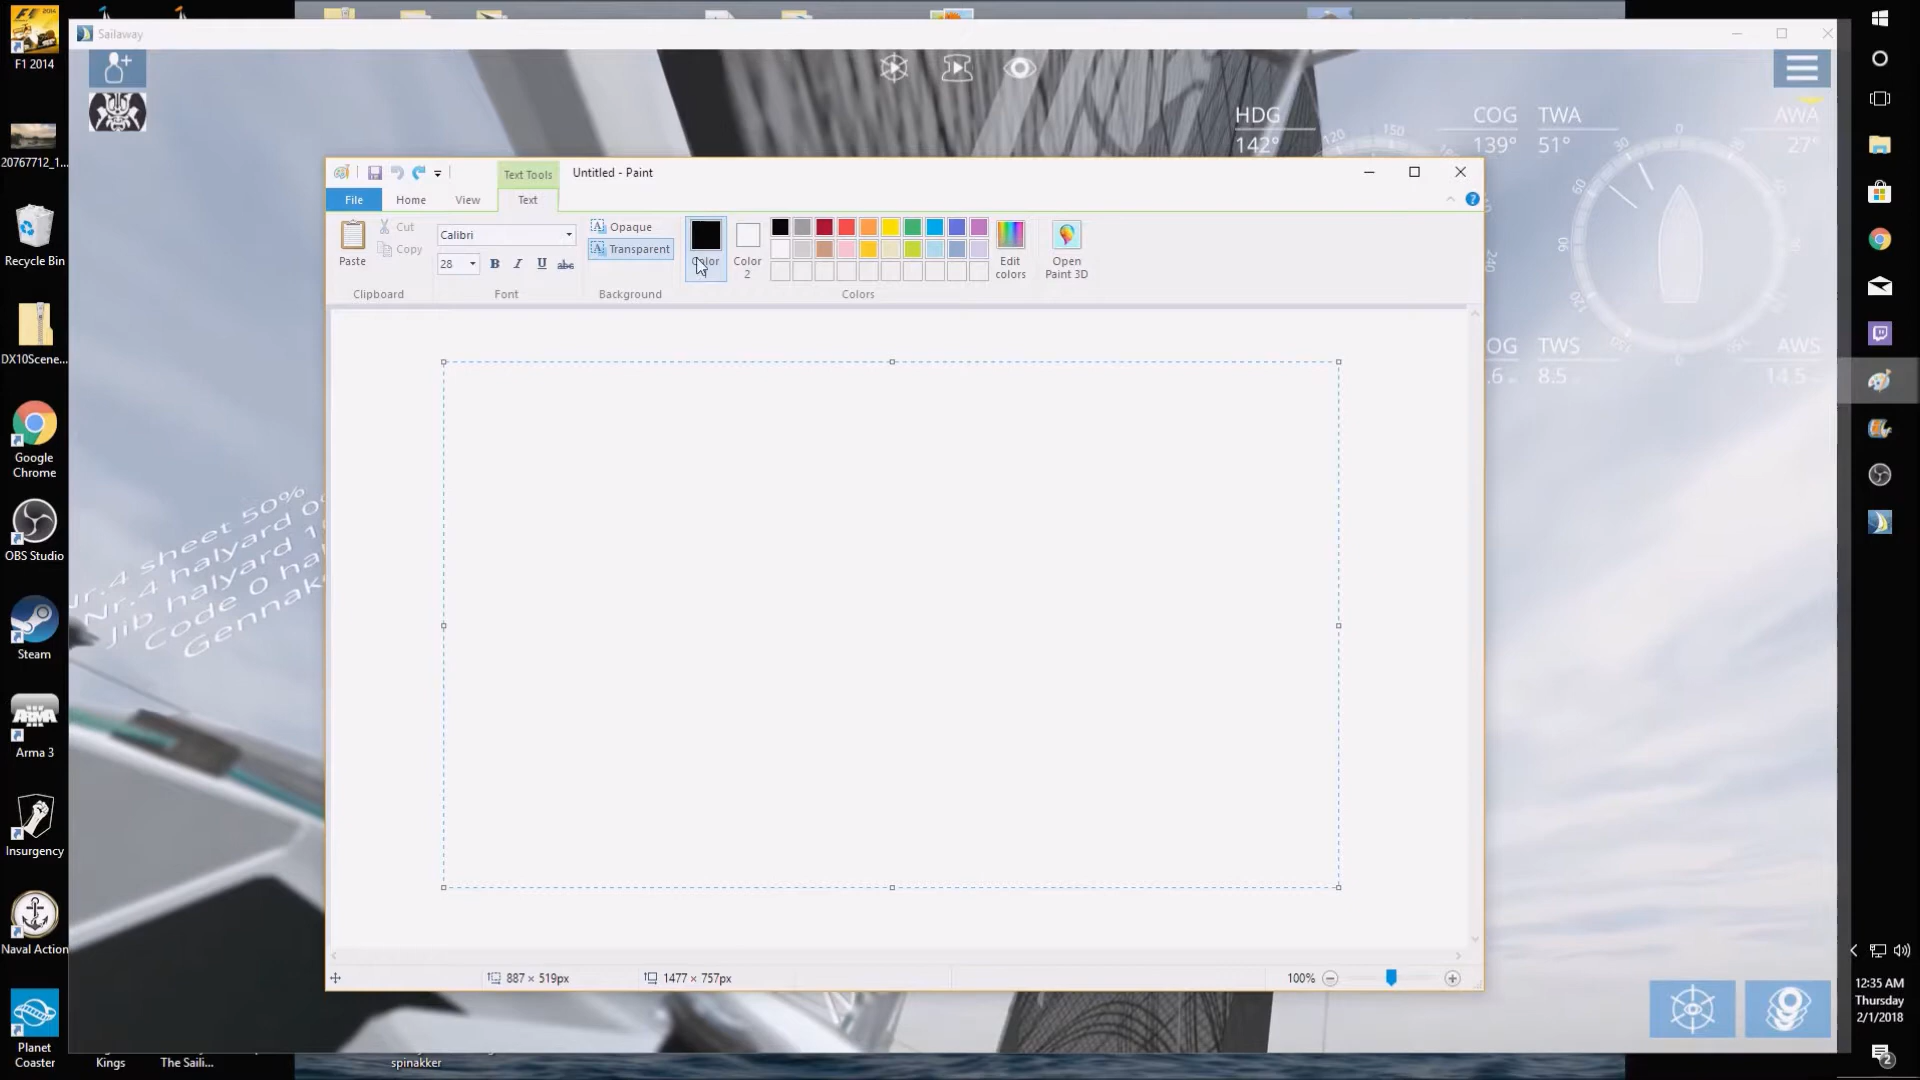 F1 2014
20767712_1...
Recycle Bin
DX10Scene...
Google
Chrome
OBS Studio
Steam
Arma 3
Insurgency
Naval Action
Planet
Coaster
Kings
The Saili...
spinakker
Sailaway
HDG
142°
COG
139°
TWA
51°
AWA
27°
TWS
8.5
AWS
14.5
Nr.4 sheet 50%
Nr.4 halyard
Jib halyard
Code 0
Text Tools
Untitled - Paint
File
Home
View
Text
Paste
Cut
Copy
Clipboard
Calibri
28
B
I
U
abc
Font
Opaque
Transparent
Background
Color
Color
2
Edit
colors
Open
Paint 3D
Colors
887 × 519px
1477 × 757px
100%
12:35 AM
Thursday
2/1/2018
2